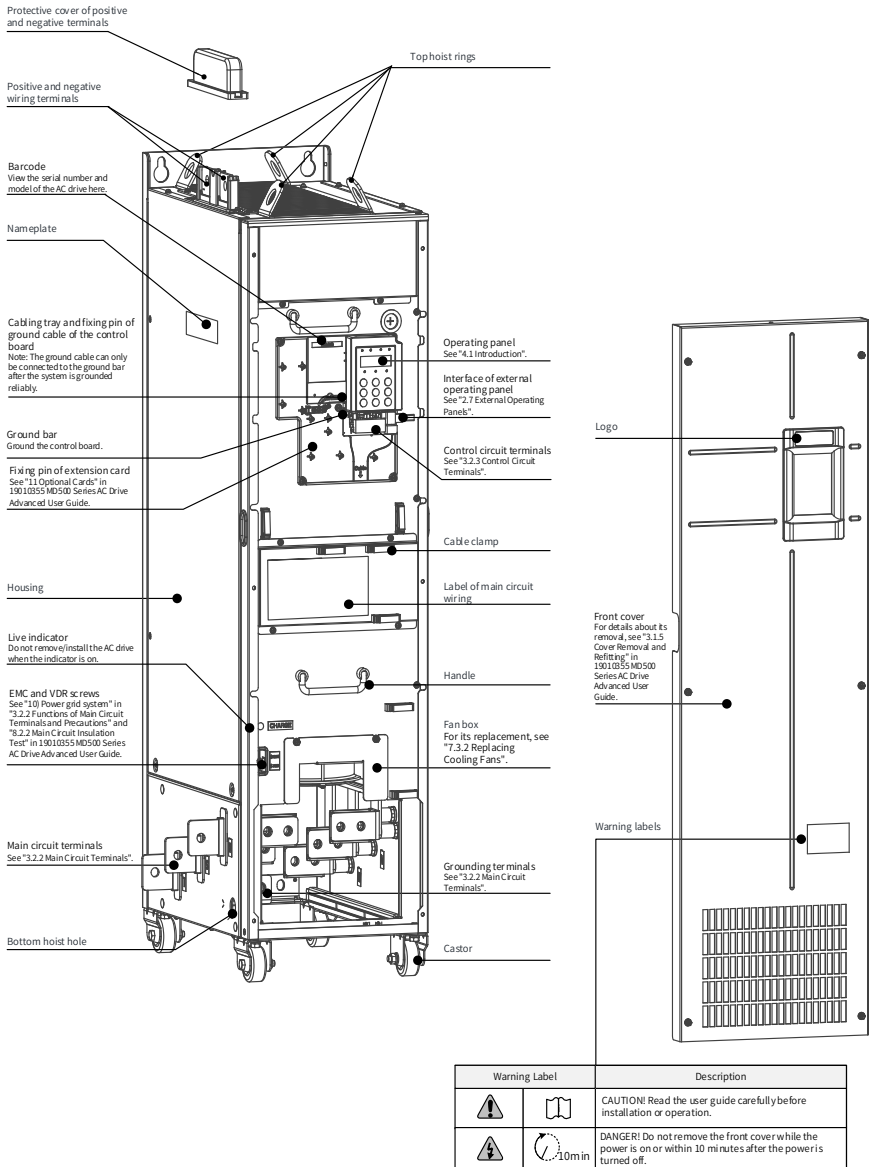 Protective cover of positive
and negative terminals
Top hoist rings
Positive and negative
wiring terminals
Barcode
View the serial number and
model of the AC drive here.
Nameplate
Cabling tray and fixing pin of
ground cable of the control
board
Note: The ground cable can only
be connected to the ground bar
after the system is grounded
reliably.
Ground bar
Ground the control board.
Fixing pin of extension card
See "11 Optional Cards" in
19010355 MD500 Series AC Drive
Advanced User Guide.
Housing
Live indicator
Do not remove/install the AC drive
when the indicator is on.
EMC and VDR screws
See "10) Power grid system" in
"3.2.2 Functions of Main Circuit
Terminals and Precautions" and
"8.2.2 Main Circuit Insulation
Test" in 19010355 MD500 Series
AC Drive Advanced User Guide.
Main circuit terminals
See "3.2.2 Main Circuit Terminals".
Bottom hoist hole
CHARGE
Operating panel
See "4.1 Introduction".
Interface of external
operating panel
See "2.7 External Operating
Panels".
Control circuit terminals
See "3.2.3 Control Circuit
Terminals".
Cable clamp
Label of main circuit
wiring
Handle
Fan box
For its replacement, see
"7.3.2 Replacing
Cooling Fans".
Grounding terminals
See "3.2.2 Main Circuit
Terminals".
Castor
Logo
Front cover
For details about its
removal, see "3.1.5
Cover Removal and
Refitting" in
19010355 MD500
Series AC Drive
Advanced User
Guide.
Warning labels
Warning Label
Description
CAUTION! Read the user guide carefully before
installation or operation.
10min
DANGER! Do not remove the front cover while the
power is on or within 10 minutes after the power is
turned off.